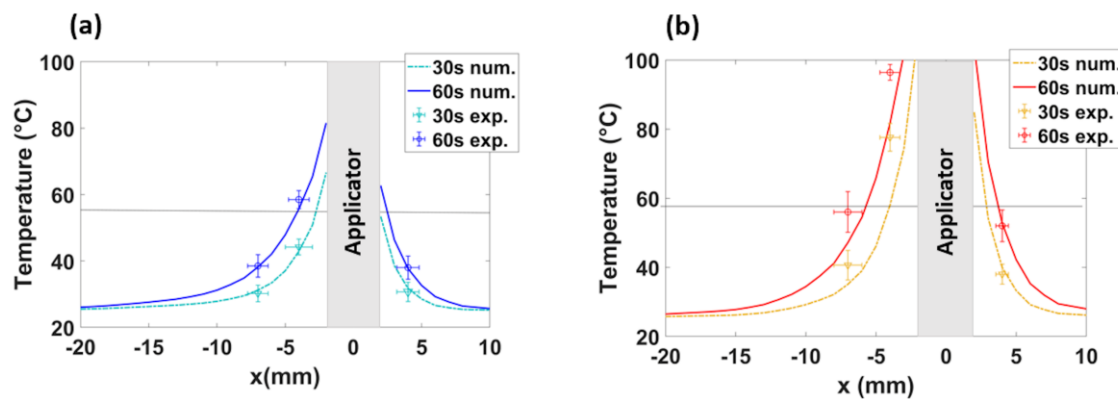 (a)
100
80
60
40
20
Temperature (°C)
-20
-15
-10
-5
0
5
10
x(mm)
Applicator
30s num.
60s num.
30s exp.
60s exp.
(b)
100
80
60
40
20
Temperature (°C)
-20
-15
-10
-5
0
5
10
x (mm)
Applicator
30s num.
60s num.
30s exp.
60s exp.